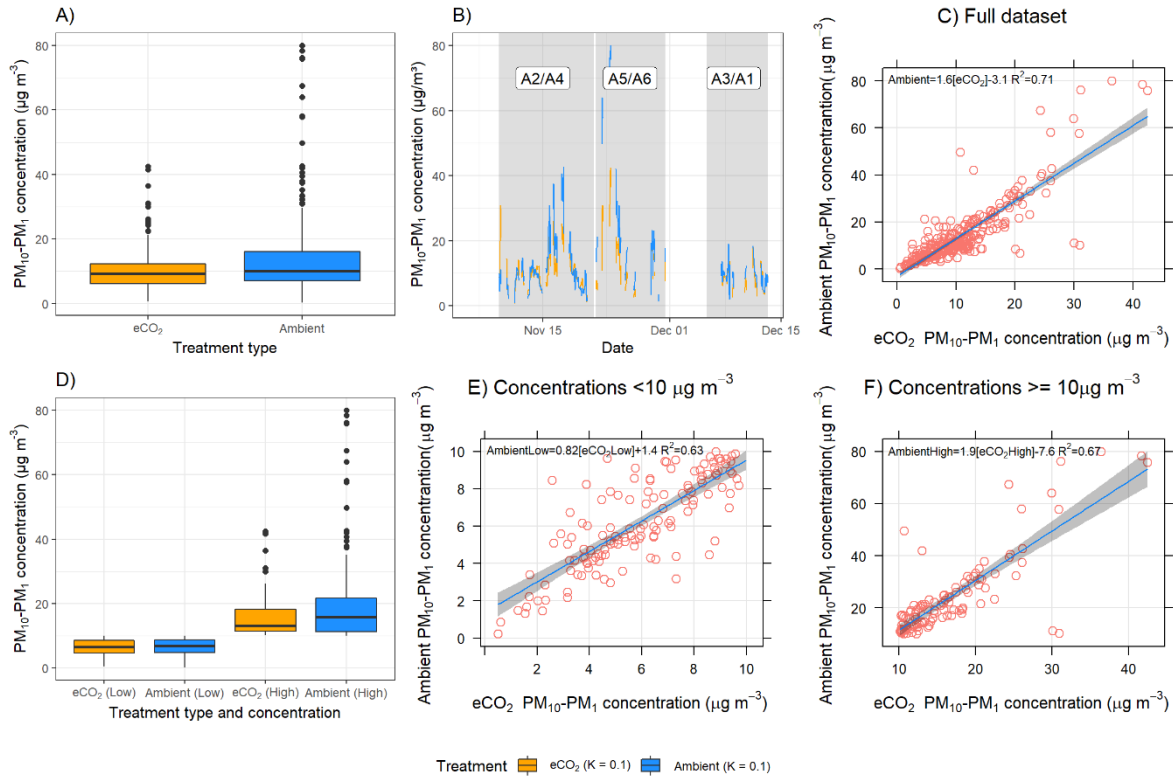 A)
PM₁₀-PM₁ concentration (µg m⁻³)
80
60
40
20
0
eCO₂
Ambient
Treatment type
B)
PM₁₀-PM₁ concentration (µg/m³)
80
60
40
20
0
A2/A4
A5/A6
A3/A1
Nov 15
Dec 01
Dec 15
Date
C) Full dataset
Ambient PM₁₀-PM₁ concentrantion(µg m⁻³)
Ambient=1.6[eCO₂]-3.1 R²=0.71
80
60
40
20
0
0
10
20
30
40
eCO₂ PM₁₀-PM₁ concentration (µg m⁻³)
D)
PM₁₀-PM₁ concentration (µg m⁻³)
80
60
40
20
0
eCO₂ (Low)
Ambient (Low)
eCO₂ (High)
Ambient (High)
Treatment type and concentration
E) Concentrations <10 µg m⁻³
Ambient PM₁₀-PM₁ concentration(µg m⁻³)
AmbientLow=0.82[eCO₂Low]+1.4 R²=0.63
10
8
6
4
2
0
2
4
6
8
10
eCO₂ PM₁₀-PM₁ concentration (µg m⁻³)
F) Concentrations >= 10µg m⁻³
Ambient PM₁₀-PM₁ concentration(µg m⁻³)
AmbientHigh=1.9[eCO₂High]-7.6 R²=0.67
80
60
40
20
10
20
30
40
eCO₂ PM₁₀-PM₁ concentration (µg m⁻³)
Treatment
eCO₂ (K = 0.1)
Ambient (K = 0.1)